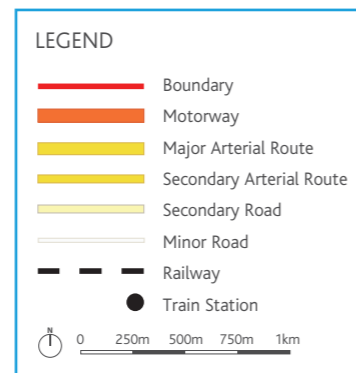 LEGEND
Boundary
Motorway
Major Arterial Route
Secondary Arterial Route
Secondary Road
Minor Road
Railway
Train Station
N
0 250m 500m 750m 1km